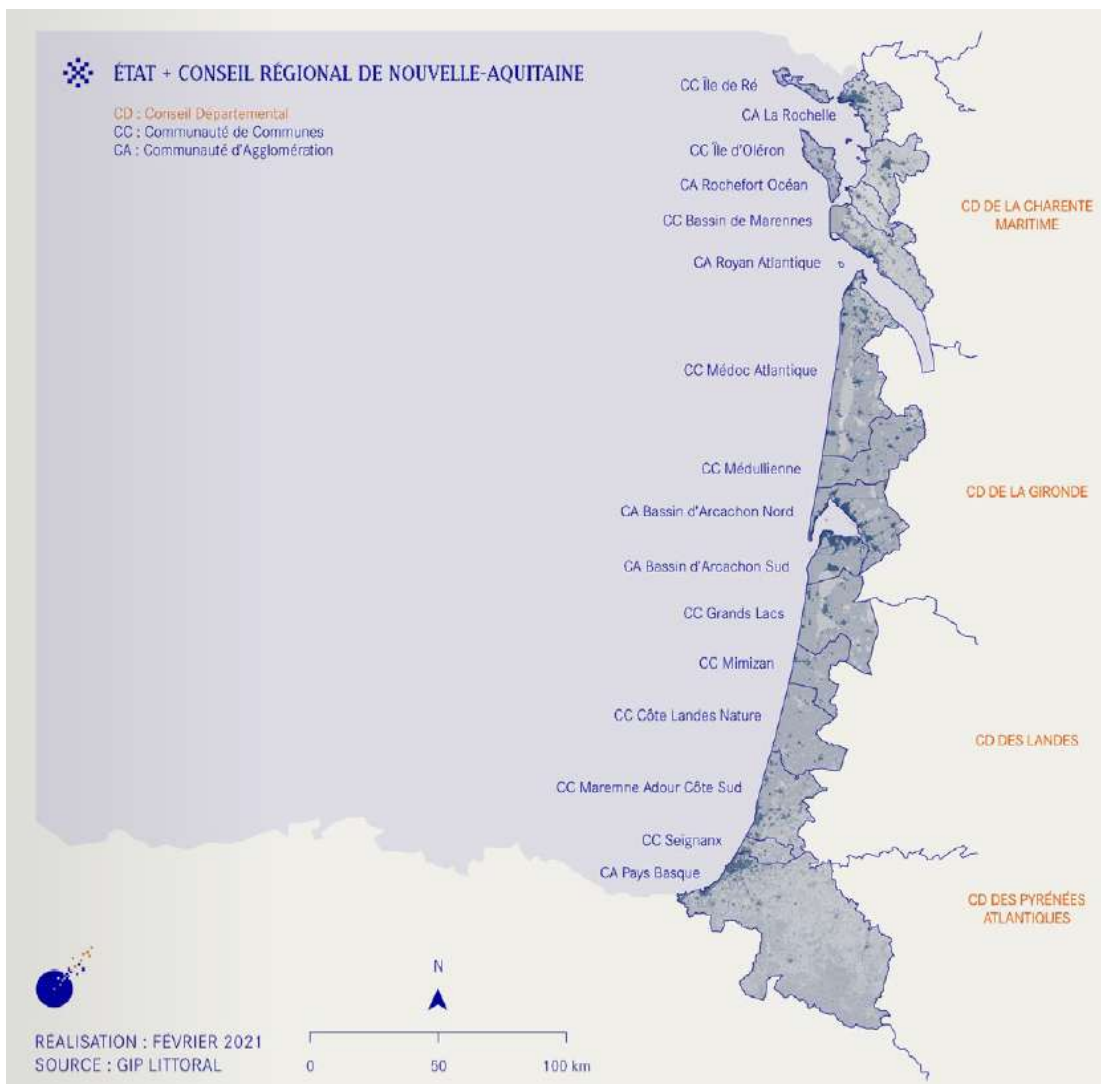 ÉTAT + CONSEIL RÉGIONAL DE NOUVELLE-AQUITAINE
CD : Conseil Départemental
CC : Communauté de Communes
CA : Communauté d'Agglomération
CC Île de Ré
CA La Rochelle
CC Île d'Oléron
CA Rochefort Océan
CC Bassin de Marennes
CA Royan Atlantique
CC Médoc Atlantique
CC Médullienne
CA Bassin d'Arcachon Nord
CA Bassin d'Arcachon Sud
CC Grands Lacs
CC Mimizan
CC Côte Landes Nature
CC Maremne Adour Côte Sud
CC Seignanx
CA Pays Basque
CD DE LA CHARENTE
MARITIME
CD DE LA GIRONDE
CD DES LANDES
CD DES PYRÉNÉES
ATLANTIQUES
N
RÉALISATION : FÉVRIER 2021
SOURCE : GIP LITTORAL
0 50 100 km